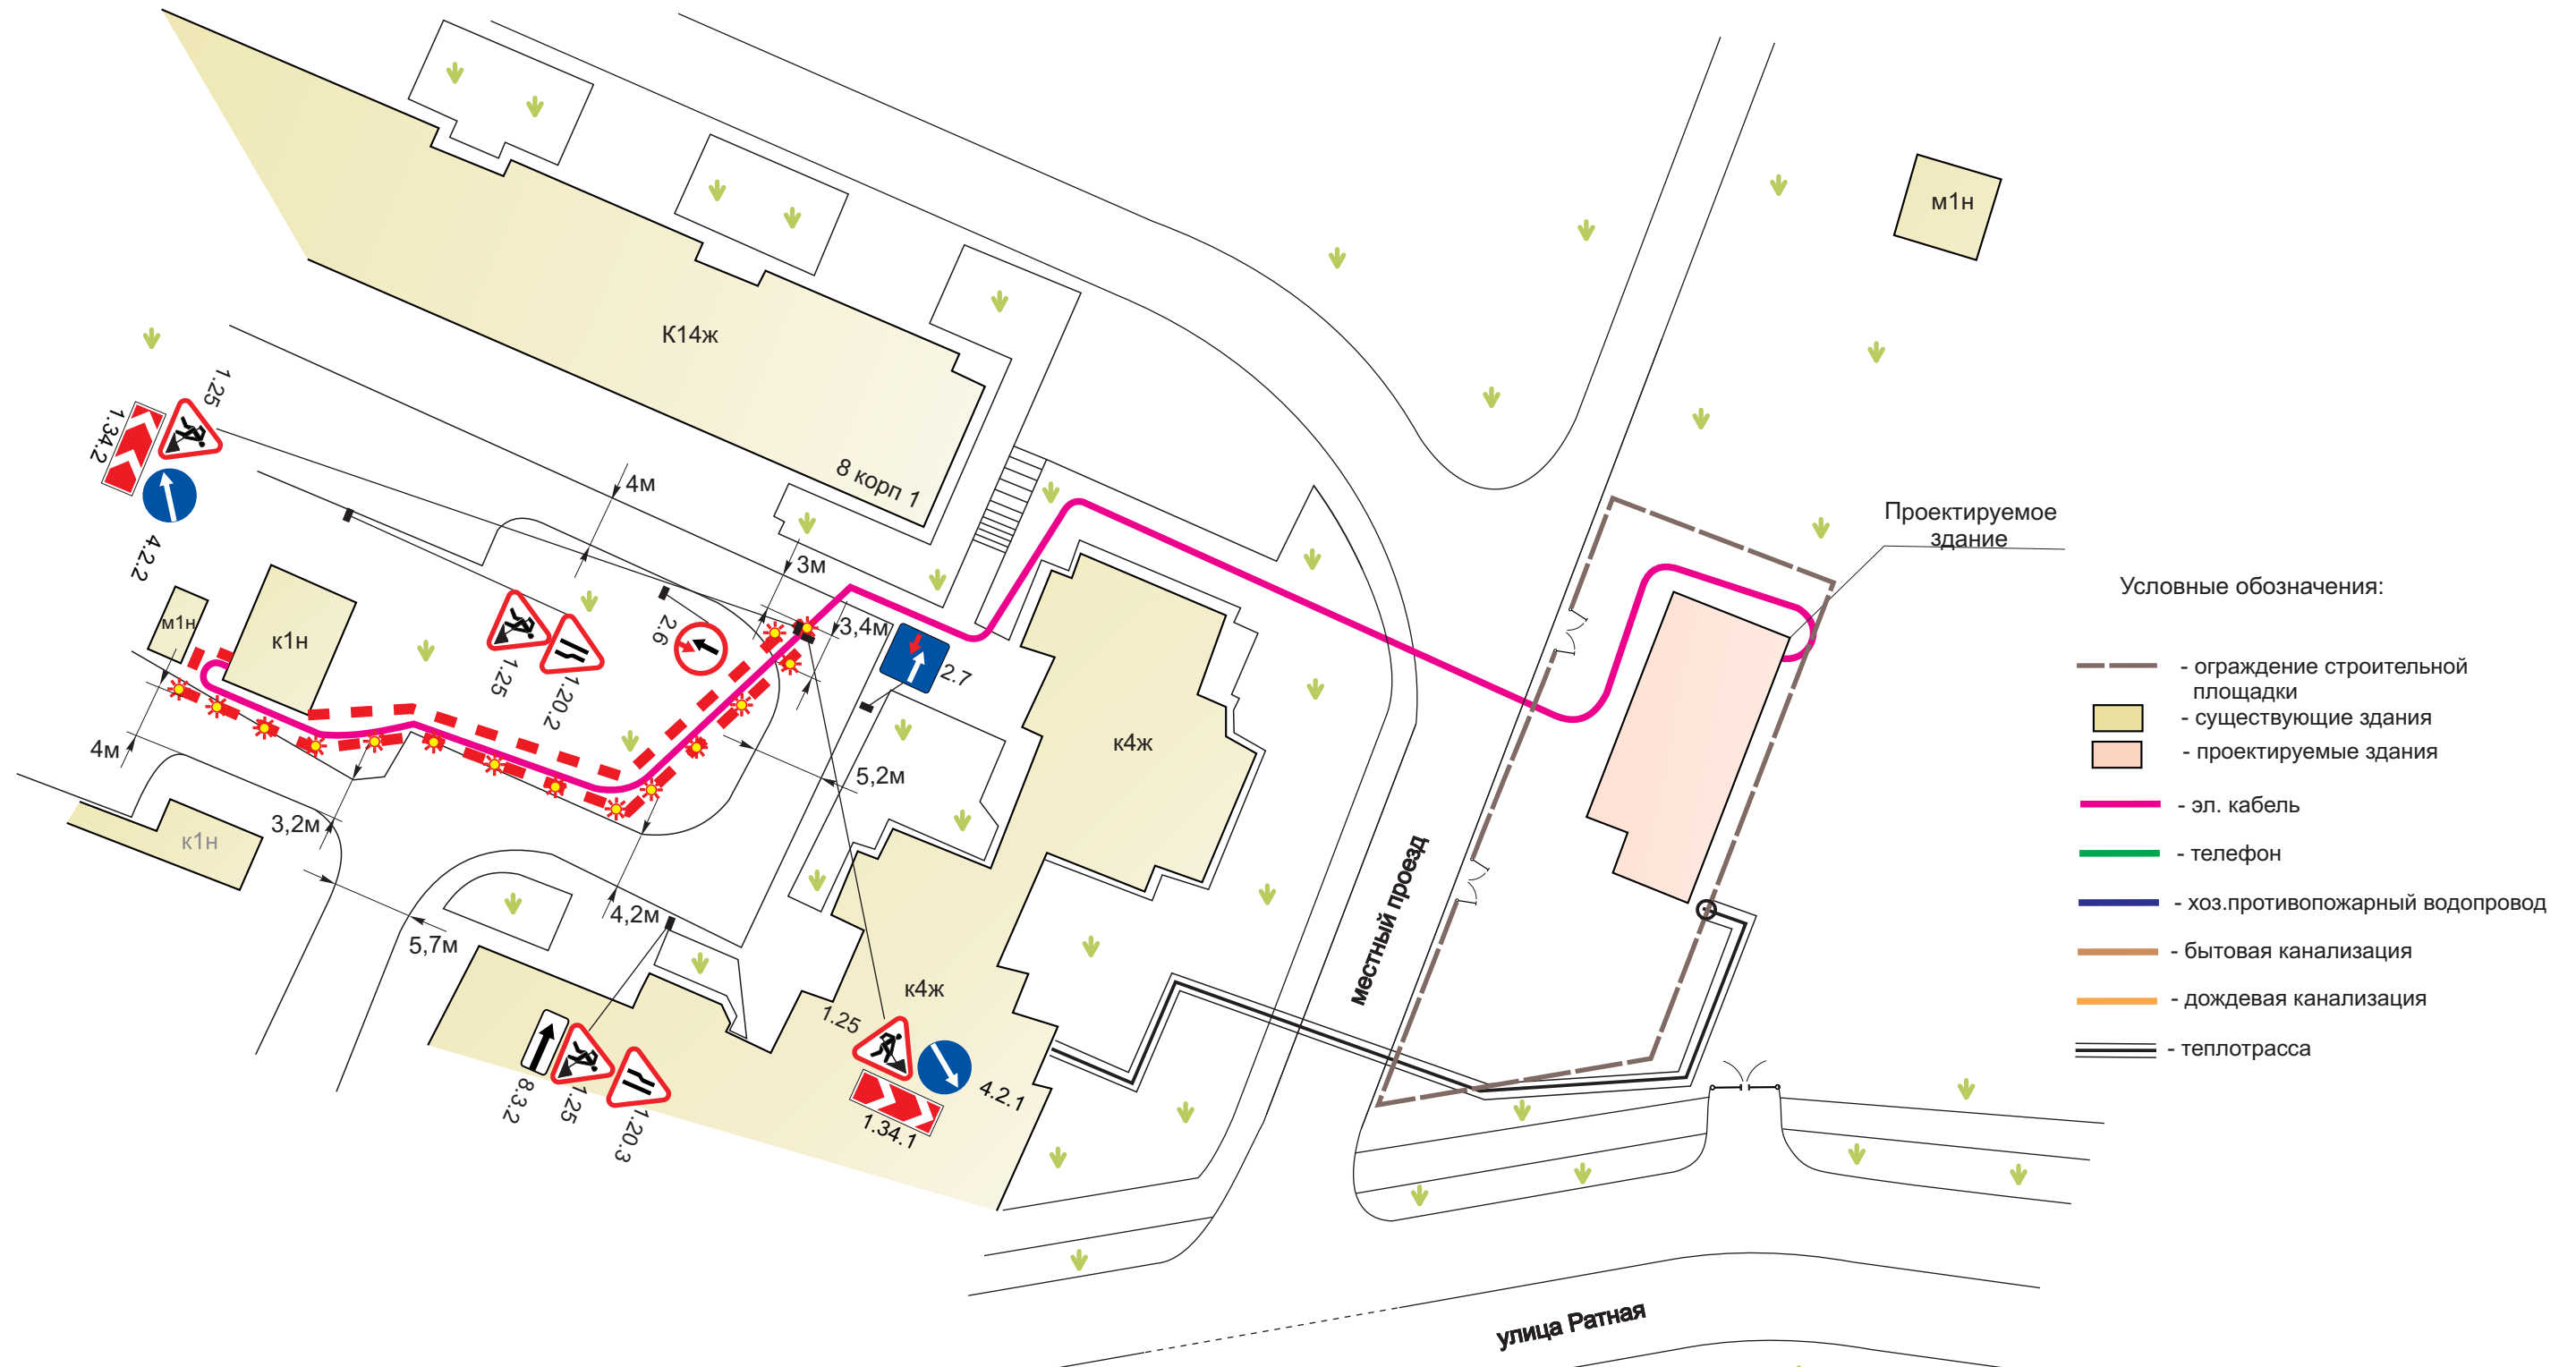 м1н
К14ж
8 корп 1
1.25
1.34.2
4.2.2
4м
3м
3,4м
2.6
2.7
м1н
к1н
1.25
1.20.2
4м
3,2м
к1н
5,7м
4,2м
5,2м
к4ж
к4ж
1.25
4.2.1
1.34.1
8.3.2
1.25
1.20.3
местный проезд
улица Ратная
Проектируемое
здание
Условные обозначения:
- ограждение строительной
площадки
- существующие здания
- проектируемые здания
- эл. кабель
- телефон
- хоз.противопожарный водопровод
- бытовая канализация
- дождевая канализация
- теплотрасса